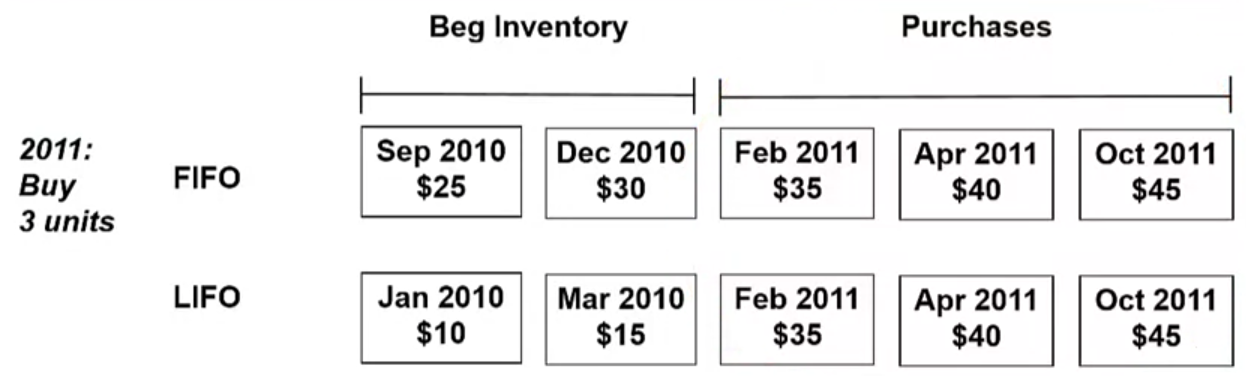 Beg Inventory
Purchases
2011:
Buy
3 units
FIFO
Sep 2010
$25
Dec 2010
$30
Feb 2011
$35
Apr 2011
$40
Oct 2011
$45
LIFO
Jan 2010
$10
Mar 2010
$15
Feb 2011
$35
Apr 2011
$40
Oct 2011
$45